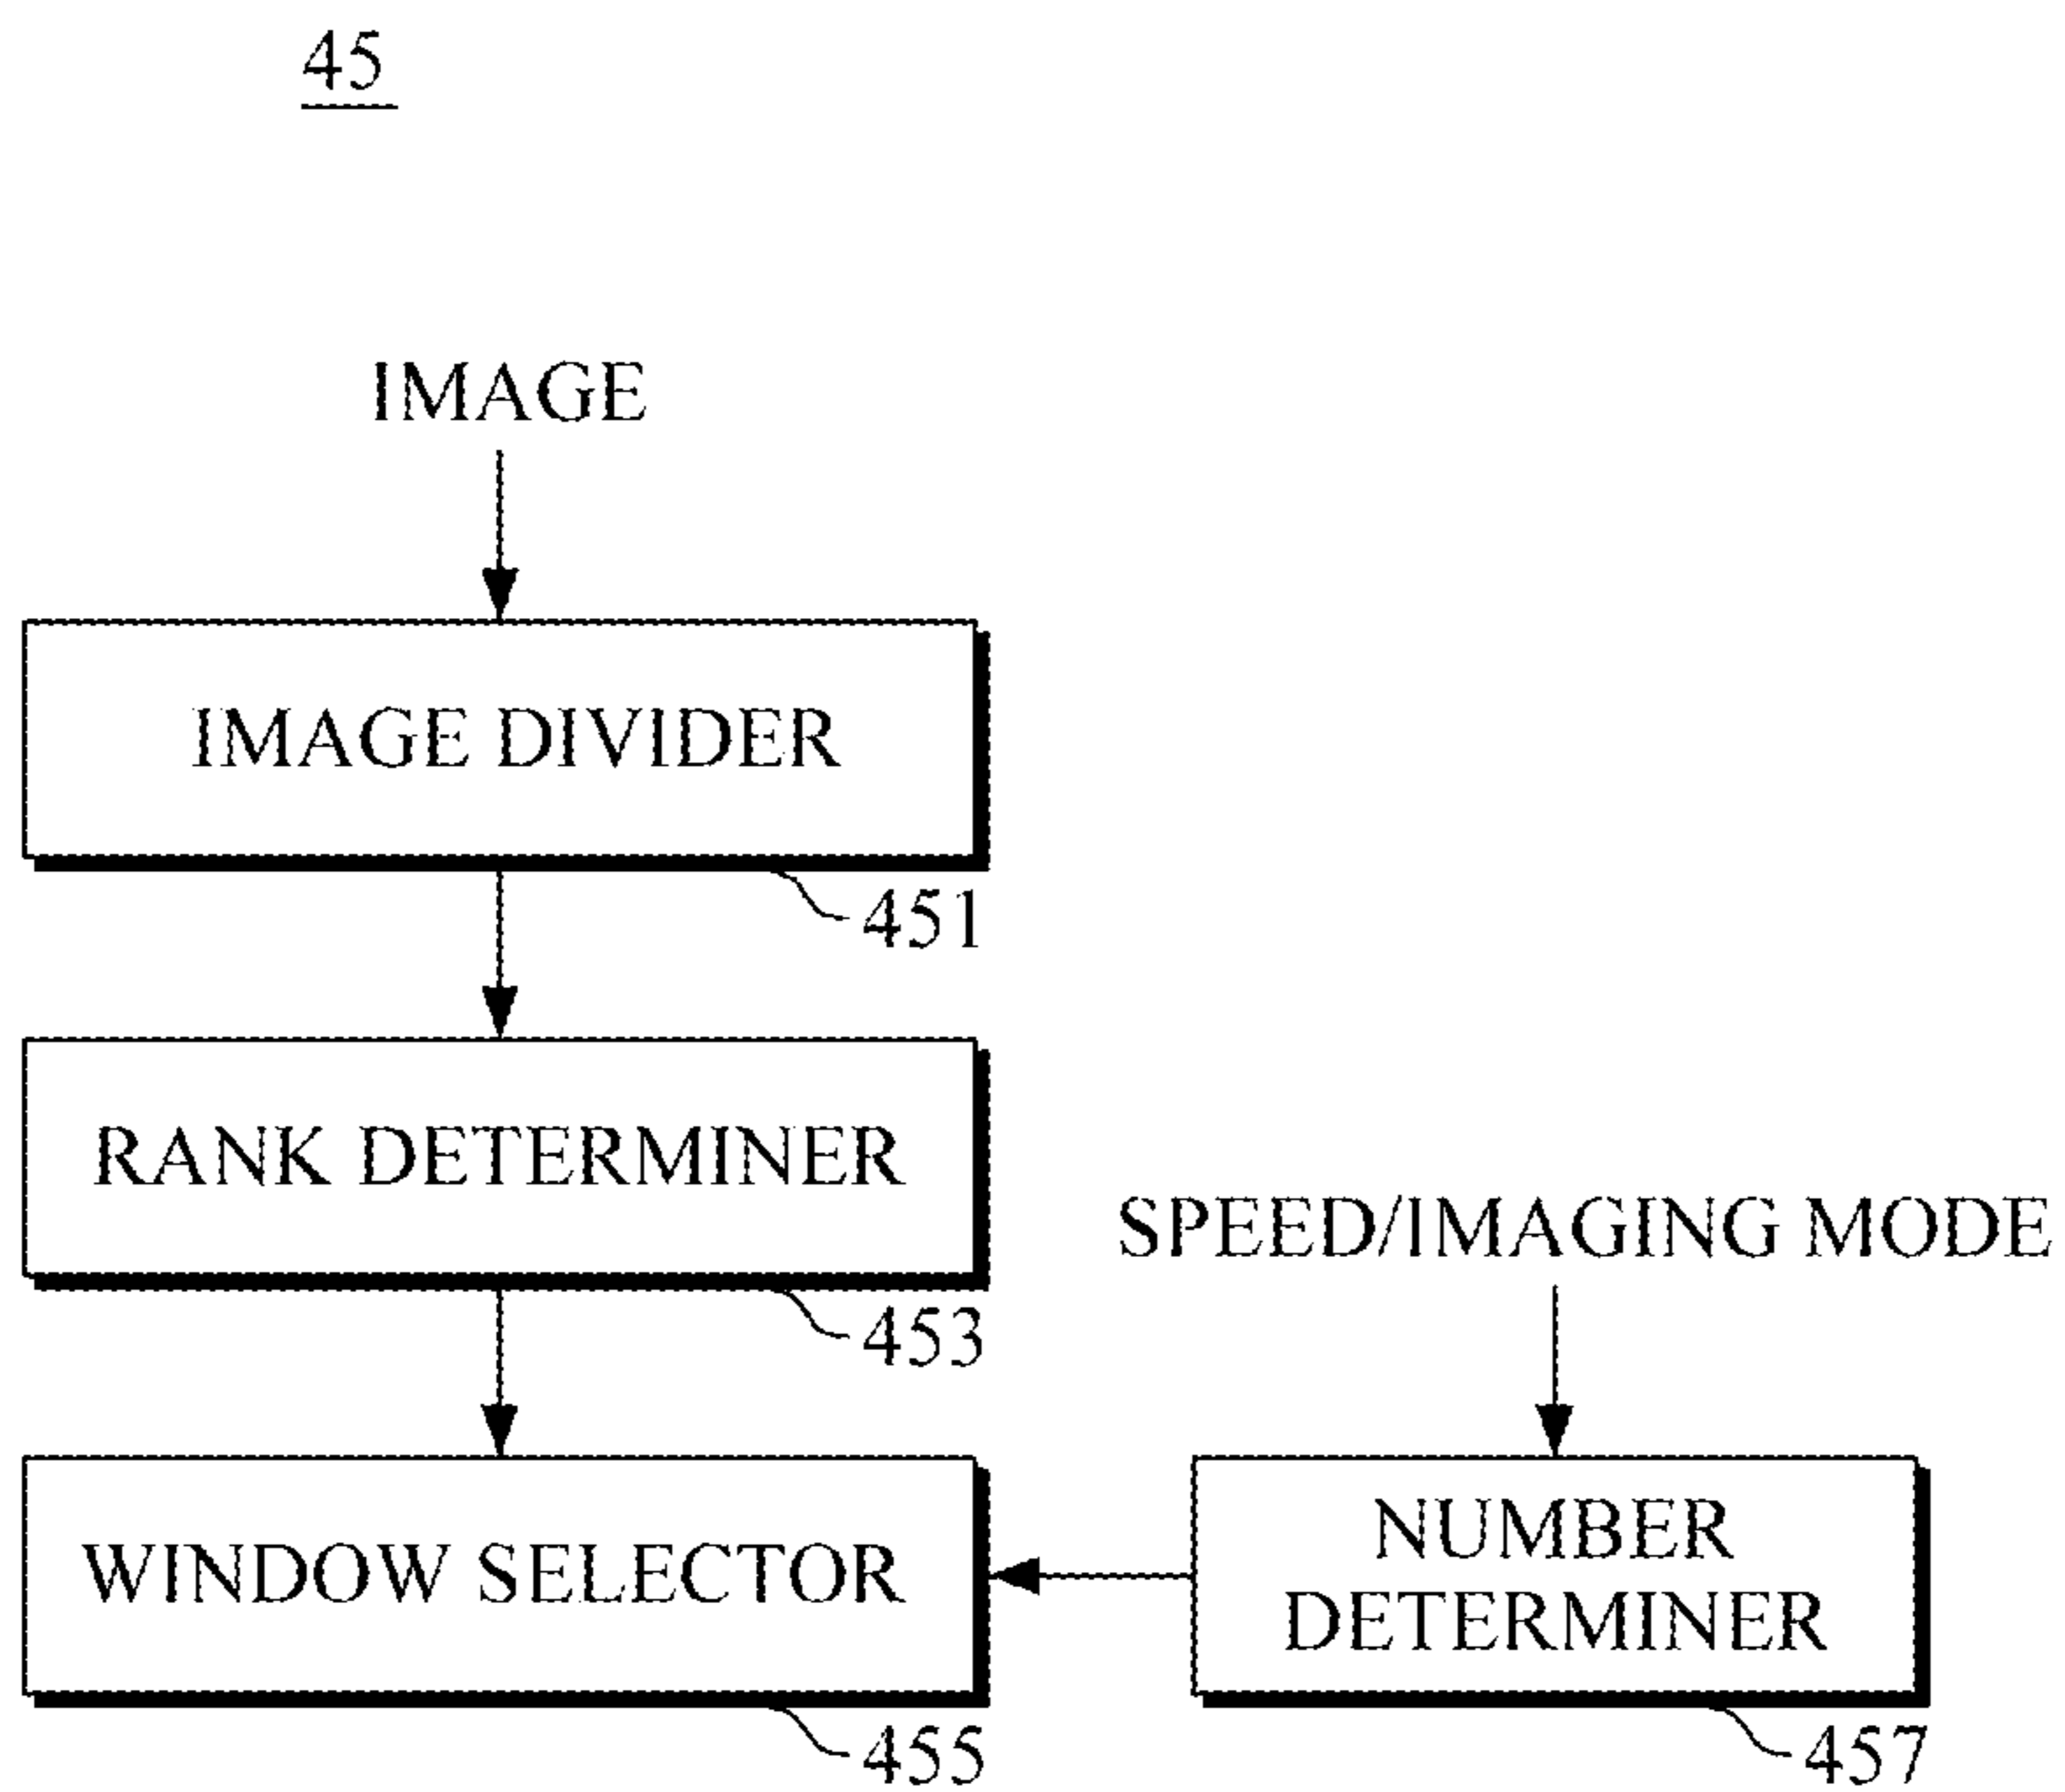 45
IMAGE
IMAGE DIVIDER
451
RANK DETERMINER
453
SPEED/IMAGING MODE
WINDOW SELECTOR
455
NUMBER
DETERMINER
457